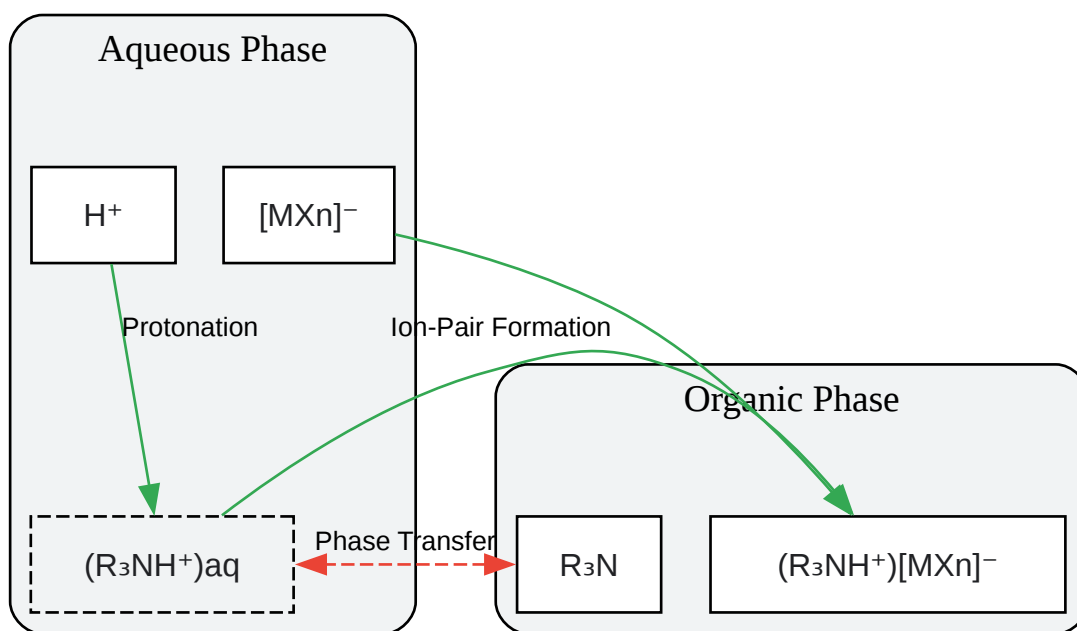 Aqueous Phase
H⁺
[MXn]⁻
Protonation
Ion-Pair Formation
Organic Phase
(R₃NH⁺)aq
Phase Transfer
R₃N
(R₃NH⁺)[MXn]⁻